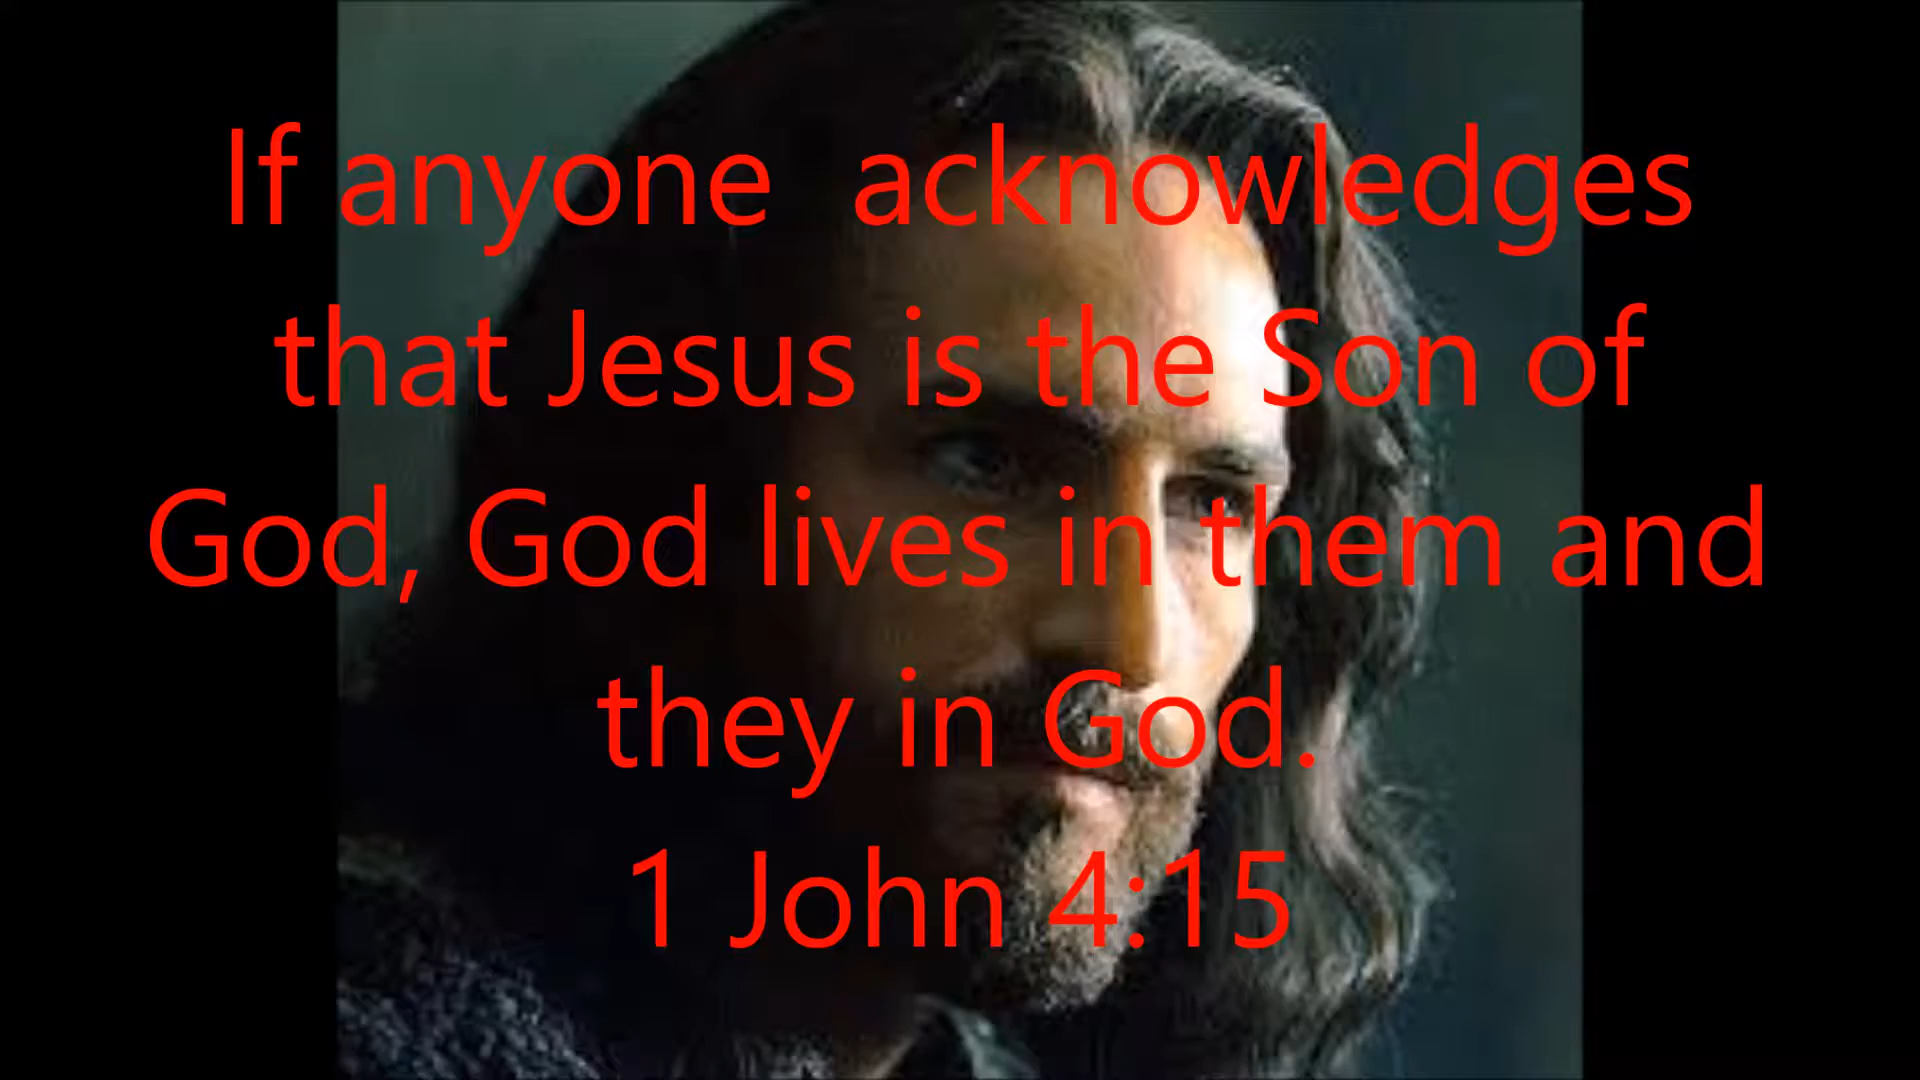 If anyone  acknowledges
that Jesus is the Son of
God, God lives in them and
they in God.
1 John 4:15